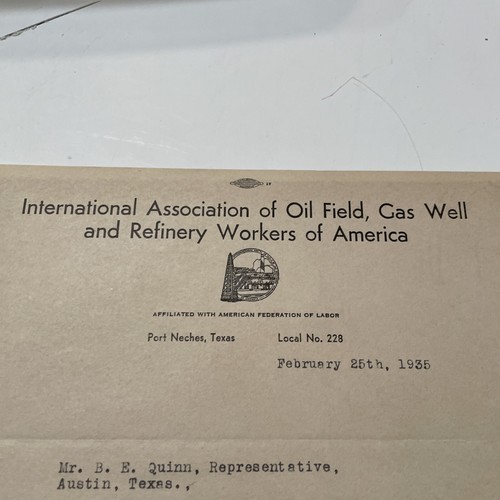 International Association of Oil Field, Gas Well
and Refinery Workers of America
AFFILIATED WITH AMERICAN FEDERATION OF LABOR
Port Neches, Texas Local No. 228
February 25th, 1935
Mr. B. E. Quinn, Representative,
Austin, Texas.,